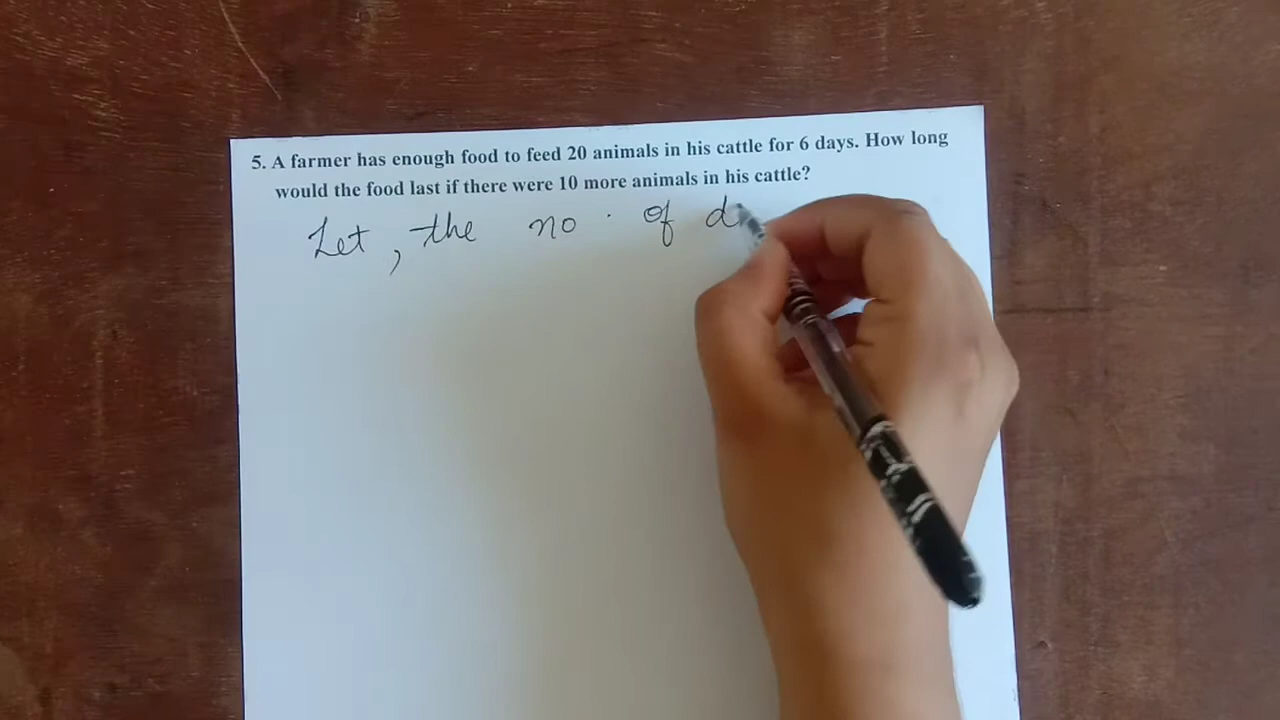 5. A farmer has enough food to feed 20 animals in his cattle for 6 days. How long
would the food last if there were 10 more animals in his cattle?
Let, the no. of